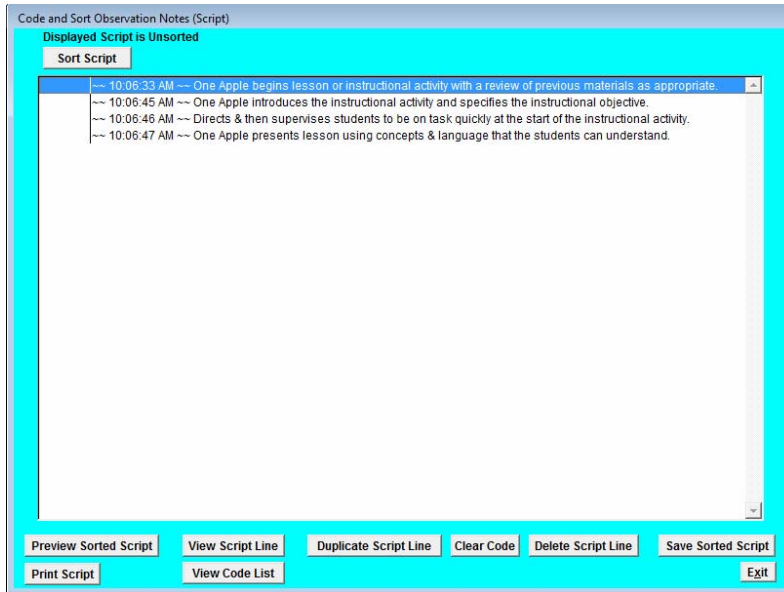 Code and Sort Observation Notes (Script)
Displayed Script is Unsorted
Sort Script
~~ 10:06:33 AM ~~ One Apple begins lesson or instructional activity with a review of previous materials as appropriate.
~~ 10:06:45 AM ~~ One Apple introduces the instructional activity and specifies the instructional objective.
~~ 10:06:46 AM ~~ Directs & then supervises students to be on task quickly at the start of the instructional activity.
~~ 10:06:47 AM ~~ One Apple presents lesson using concepts & language that the students can understand.
Preview Sorted Script View Script Line Duplicate Script Line Clear Code Delete Script Line Save Sorted Script
Print Script View Code List Exit